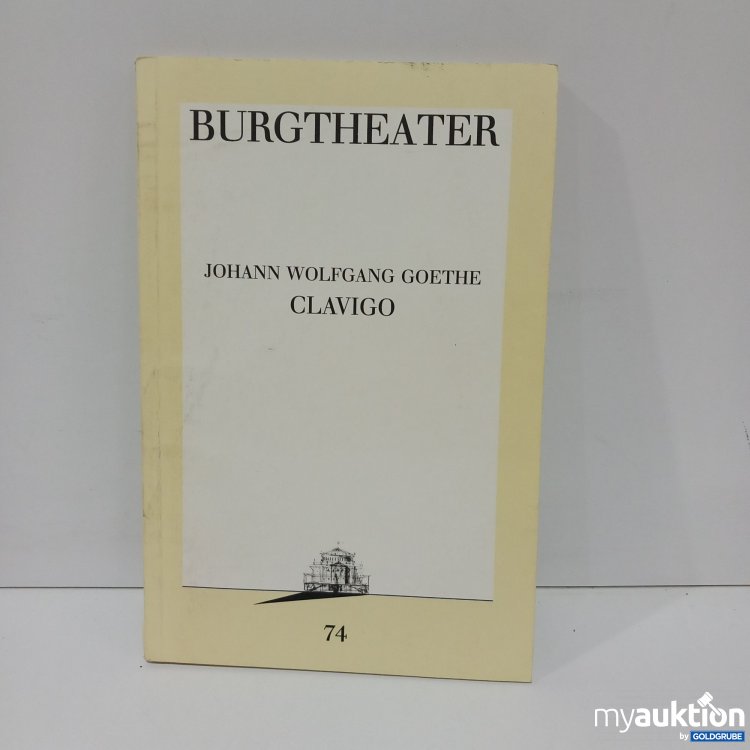 BURGTHEATER
JOHANN WOLFGANG GOETHE
CLAVIGO
74
myauktion
by GOLDGRUBE